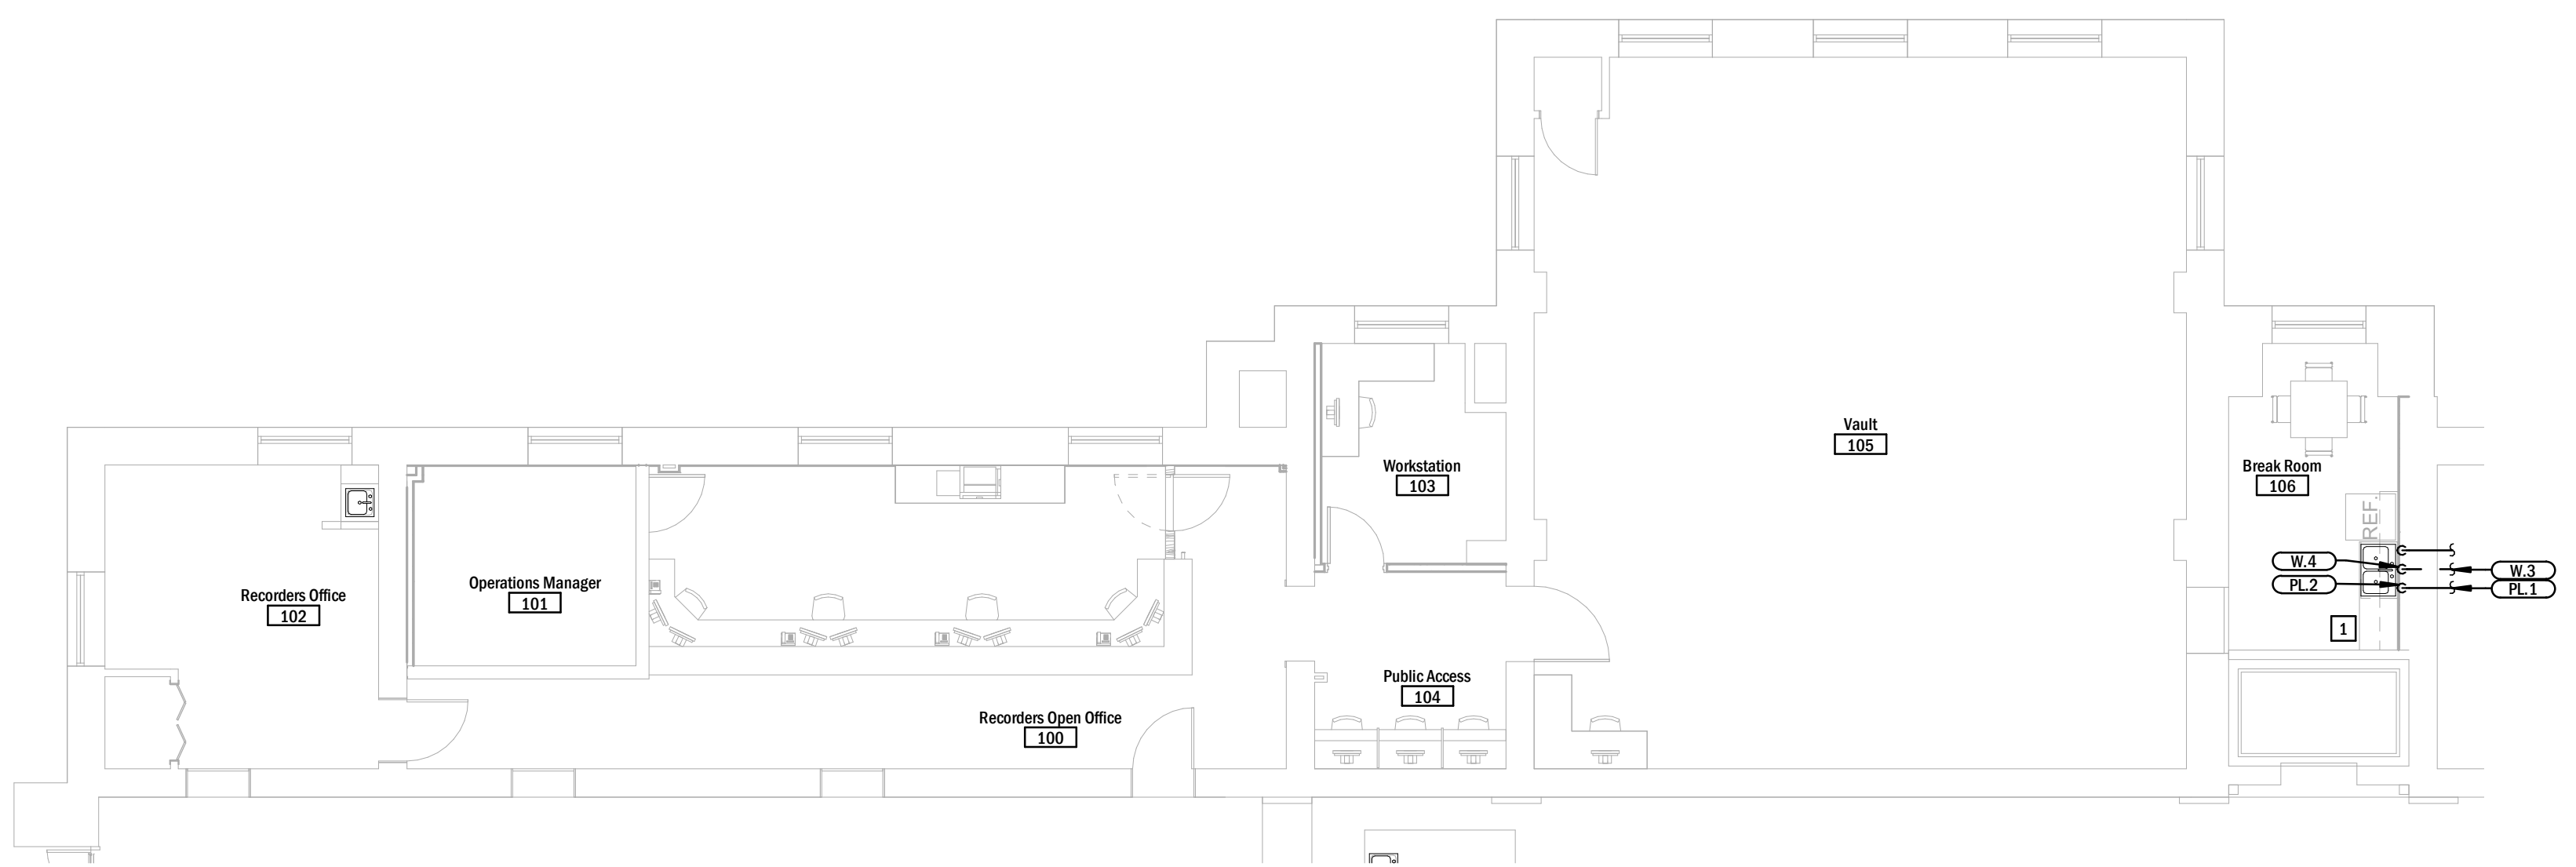 Vault
105
Workstation
103
Break Room
106
REF.
W.4
W.3
PL.2
PL.1
1
Operations Manager
101
Recorders Office
102
Public Access
104
Recorders Open Office
100